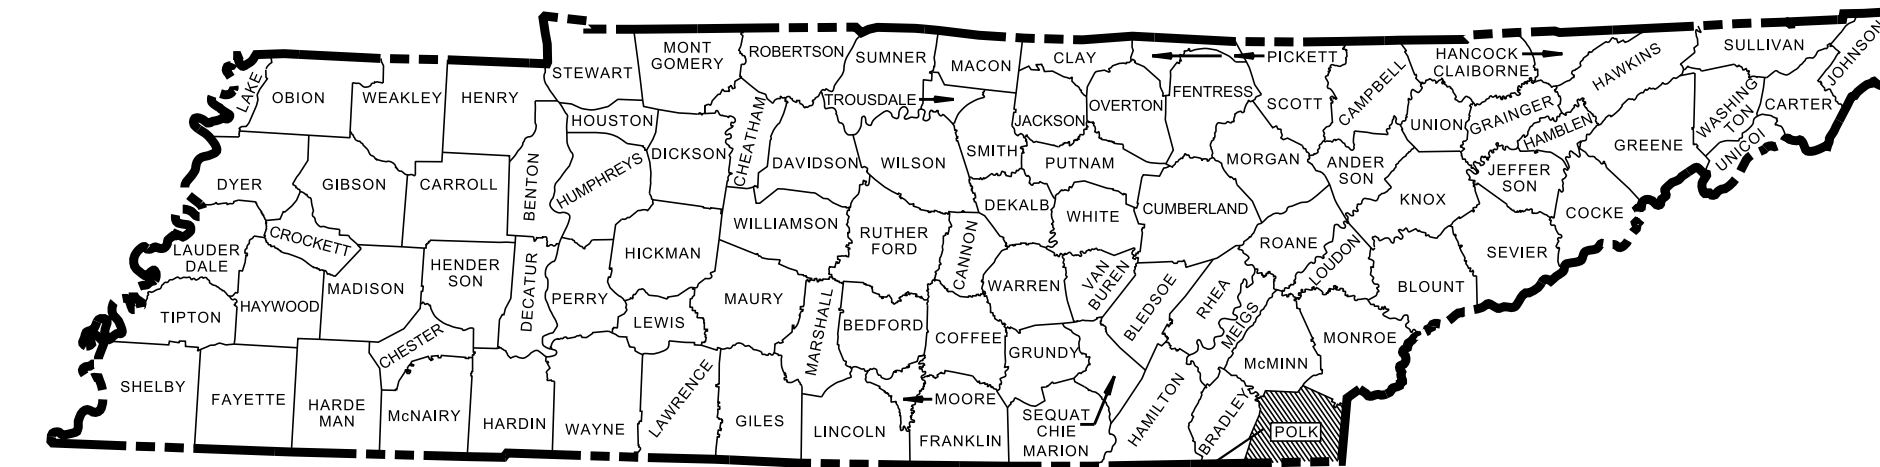 MONT
GOMERY
ROBERTSON
SUMNER
MACON
CLAY
PICKETT
HANCOCK
CLAIBORNE
HAWKINS
SULLIVAN
JOHNSON
STEWART
LAKE
OBION
WEAKLEY
HENRY
HOUSTON
CHEATHAM
TROUSDALE
JACKSON
OVERTON
FENTRESS
SCOTT
CAMPBELL
UNION
GRAINGER
HAMBLEN
WASHING
TON
CARTER
UNICOI
GREENE
DYER
GIBSON
CARROLL
BENTON
HUMPHREYS
DICKSON
DAVIDSON
WILSON
SMITH
PUTNAM
MORGAN
ANDER
SON
KNOX
JEFFER
SON
COCKE
LAUDER
DALE
CROCKETT
HENDER
SON
DECATUR
HICKMAN
WILLIAMSON
RUTHER
FORD
CANNON
DEKALB
WHITE
CUMBERLAND
ROANE
LOUDON
SEVIER
TIPTON
HAYWOOD
MADISON
PERRY
LEWIS
MAURY
MARSHALL
BEDFORD
COFFEE
WARREN
VAN
BUREN
BLEDSOE
RHEA
MEIGS
BLOUNT
MONROE
SHELBY
FAYETTE
HARDE
MAN
CHESTER
McNAIRY
HARDIN
WAYNE
LAWRENCE
GILES
LINCOLN
MOORE
FRANKLIN
GRUNDY
SEQUAT
CHIE
MARION
HAMILTON
McMINN
BRADLEY
POLK